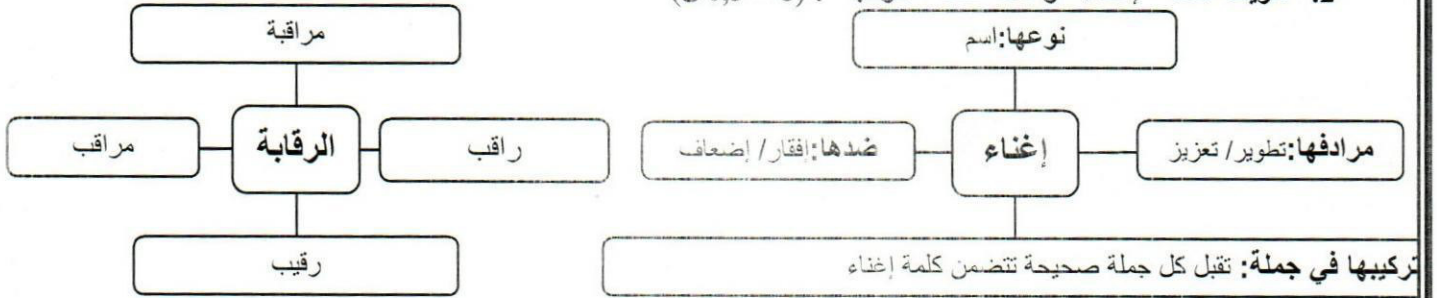 نوعها:اسم
مرادفها:تطوير/ تعزيز
إغناء
ضدها:إفقار/ إضعاف
تركيبها في جملة: تقبل كل جملة صحيحة تتضمن كلمة إغناء
مراقبة
راقب
الرقابة
مراقب
رقيب